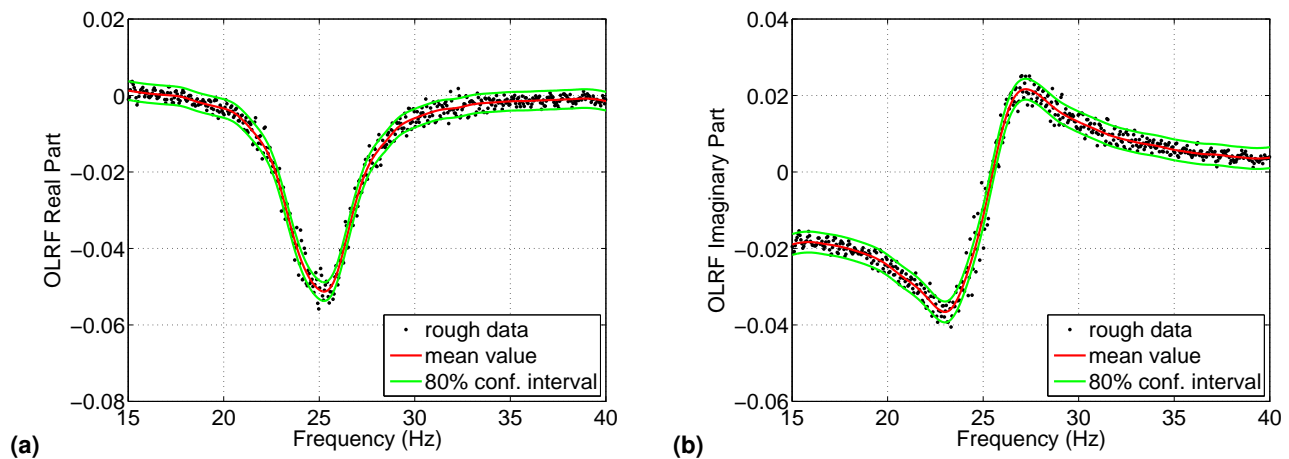 0.02
0
−0.02
−0.04
−0.06
−0.08
OLRF Real Part
15 20 25 30 35 40
Frequency (Hz)
rough data
mean value
80% conf. interval
(a)
0.04
0.02
0
−0.02
−0.04
−0.06
OLRF Imaginary Part
15 20 25 30 35 40
Frequency (Hz)
rough data
mean value
80% conf. interval
(b)